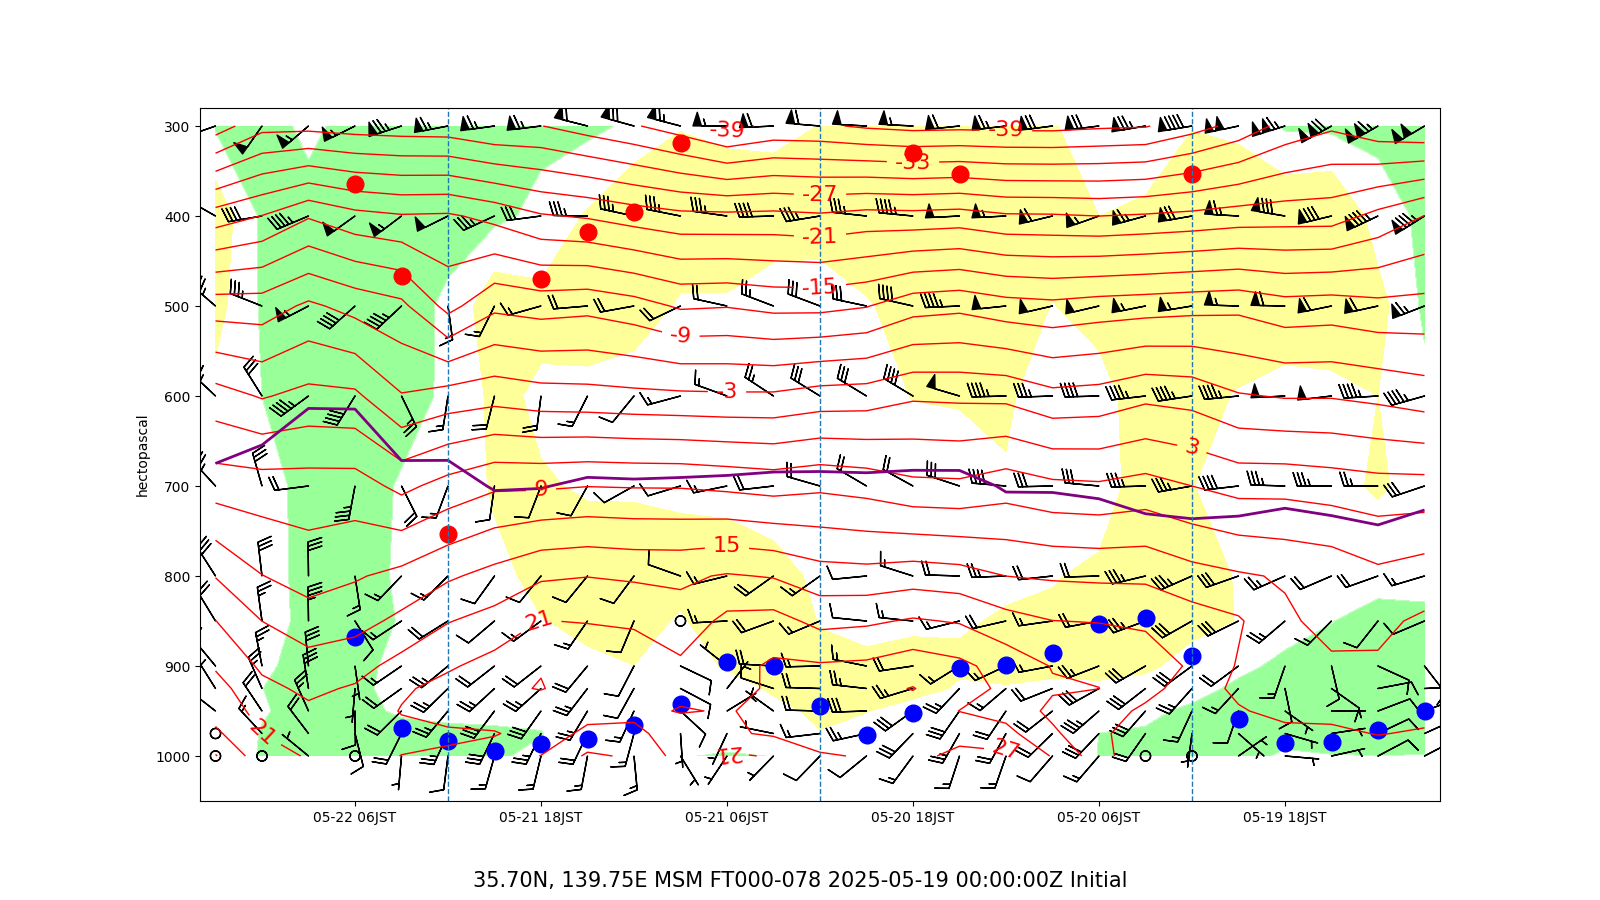 300
400
500
600
700
800
900
1000
hectopascal
-39
-39
-33
-27
-21
-15
-9
-3
3
9
15
21
21
21
27
05-22 06JST
05-21 18JST
05-21 06JST
05-20 18JST
05-20 06JST
05-19 18JST
35.70N, 139.75E MSM FT000-078 2025-05-19 00:00:00Z Initial